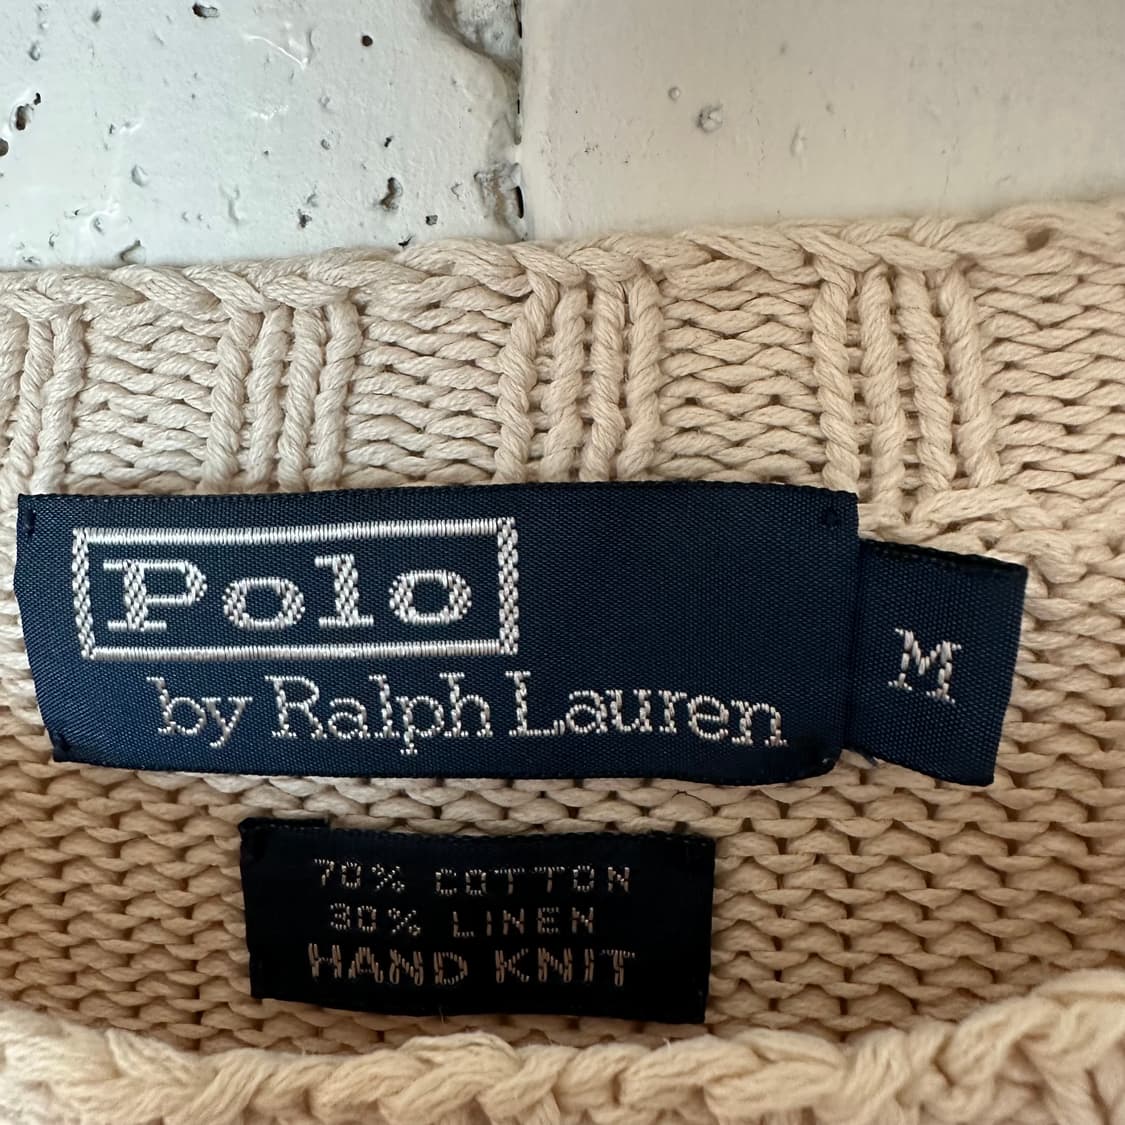 Polo
by Ralph Lauren
M
70% COTTON
30% LINEN
HAND KNIT